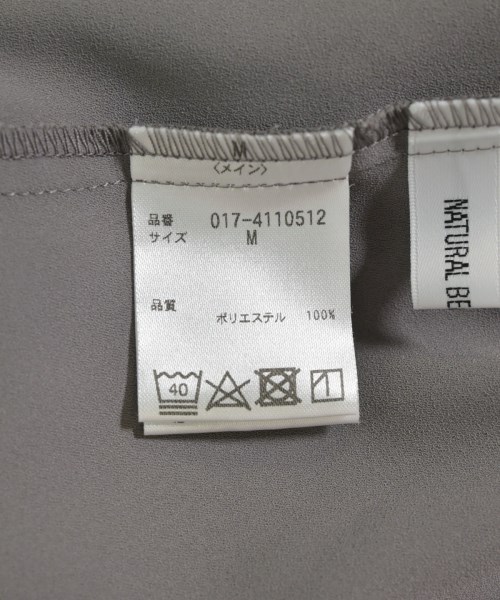 M
〈メイン〉
品番 017-4110512
サイズ M
品質 ポリエステル 100%
40
NATURAL BE